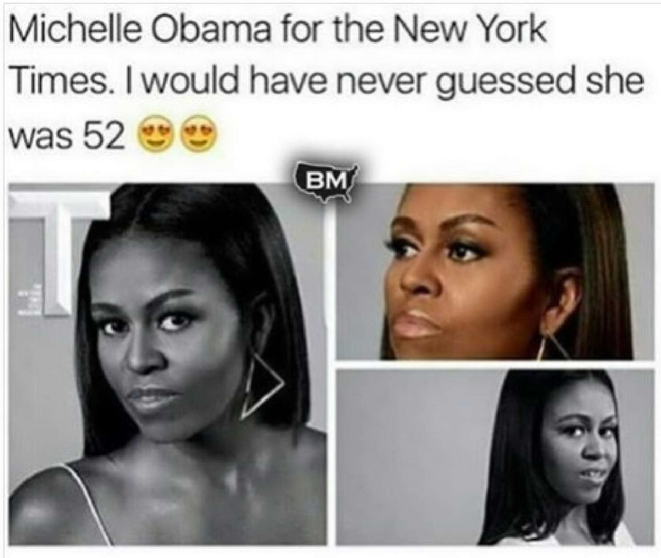 Michelle Obama for the New York
Times. I would have never guessed she
was 52 😍😍
BM
T